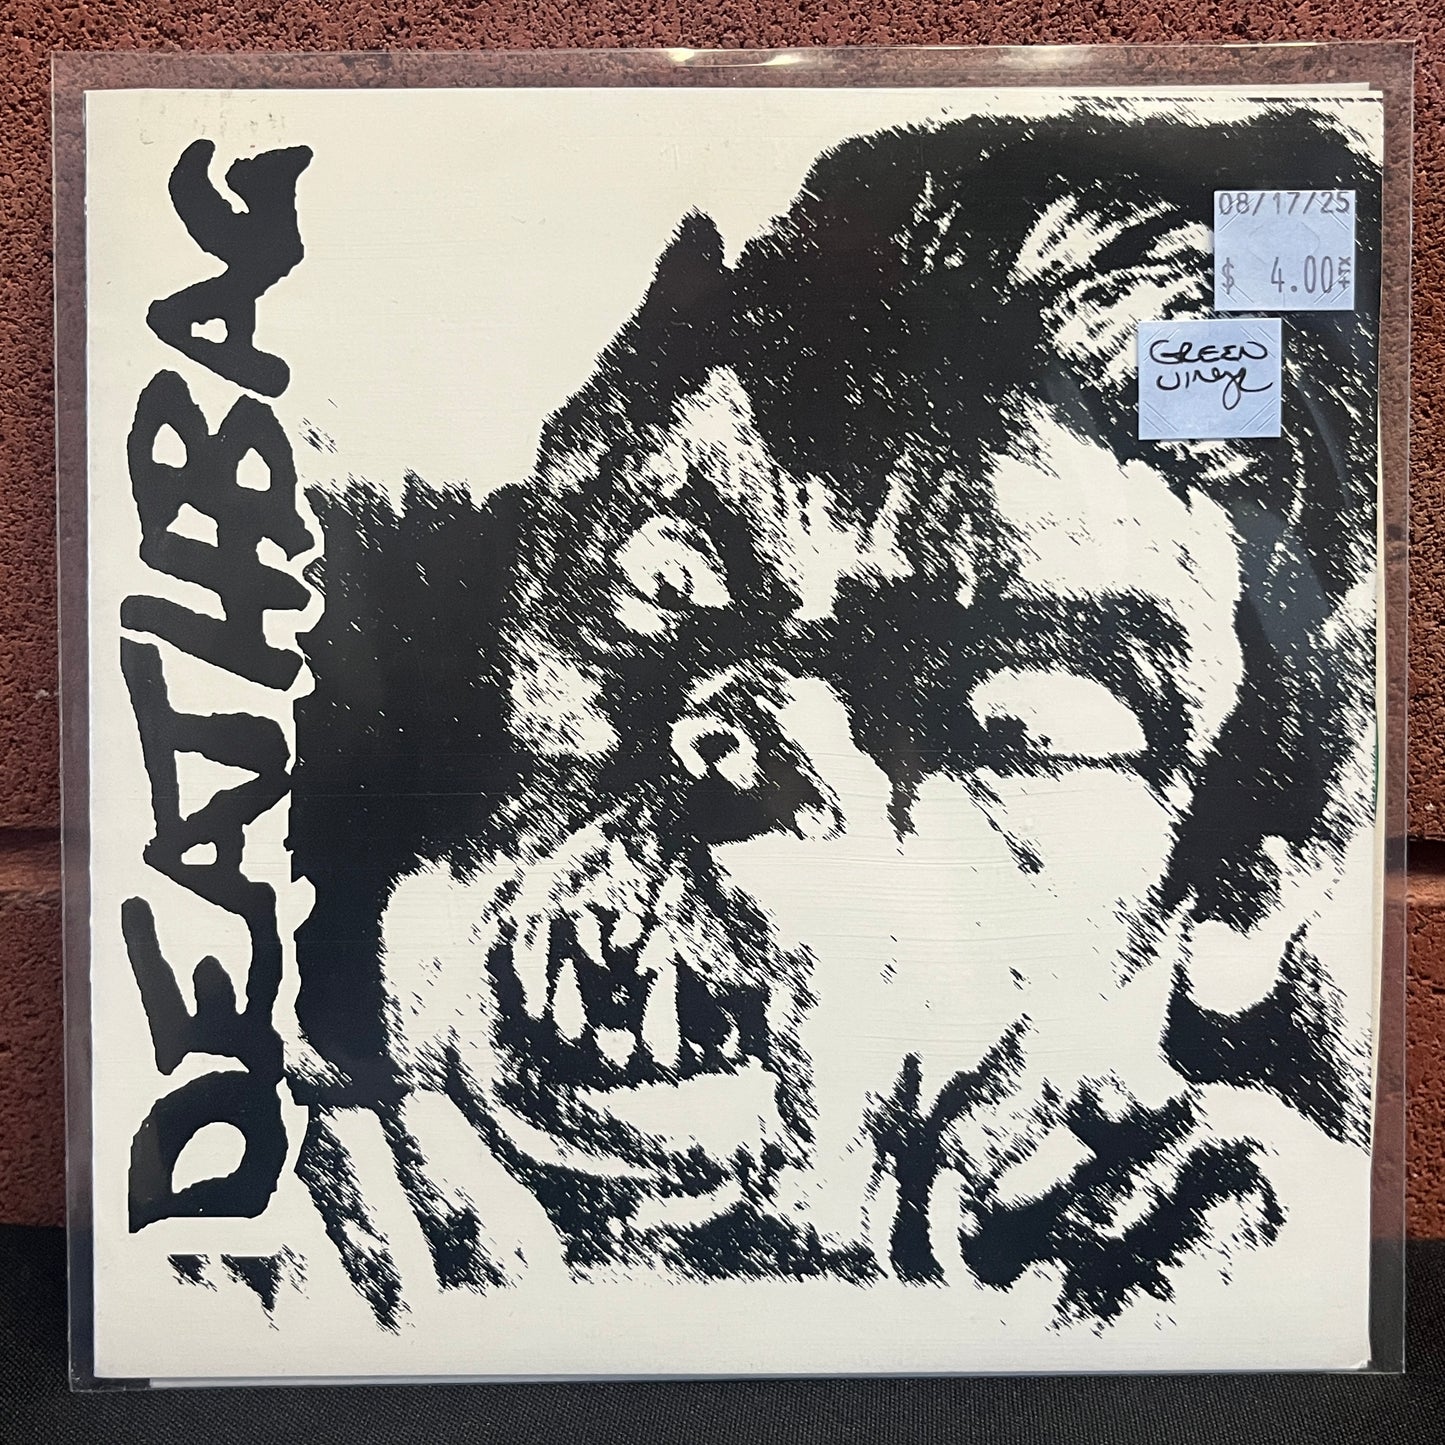 DEATHBAG
08/17/25
$ 4.00
GREEN
VINYL